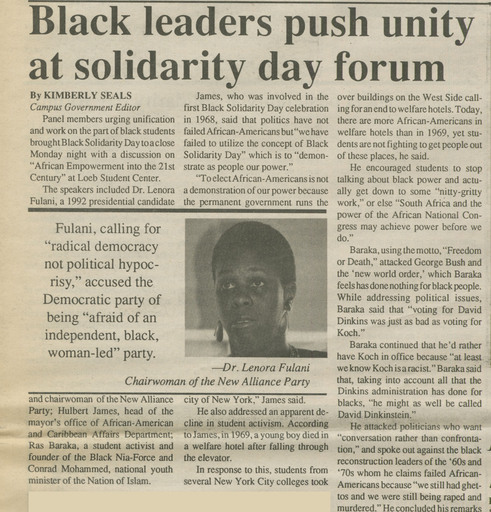 Black leaders push unity
at solidarity day forum
By KIMBERLY SEALS
Campus Government Editor
Panel members urging unification
and work on the part of black students
brought Black Solidarity Day to a close
Monday night with a discussion on
"African Empowerment into the 21st
Century" at Loeb Student Center.
The speakers included Dr. Lenora
Fulani, a 1992 presidential candidate
Fulani, calling for
"radical democracy
not political hypoc-
risy," accused the
Democratic party of
being "afraid of an
independent, black,
woman-led" party.
—Dr. Lenora Fulani
Chairwoman of the New Alliance Party
and chairwoman of the New Alliance
Party; Hulbert James, head of the
mayor's office of African-American
and Caribbean Affairs Department;
Ras Baraka, a student activist and
founder of the Black Nia-Force and
Conrad Mohammed, national youth
minister of the Nation of Islam.
James, who was involved in the
first Black Solidarity Day celebration
in 1968, said that politics have not
failed African-Americans but "we have
failed to utilize the concept of Black
Solidarity Day" which is to "demon-
strate as people our power."
"To elect African-Americans is not
a demonstration of our power because
the permanent government runs the
city of New York," James said.
He also addressed an apparent de-
cline in student activism. According
to James, in 1969, a young boy died in
a welfare hotel after falling through
the elevator.
In response to this, students from
several New York City colleges took
over buildings on the West Side call-
ing for an end to welfare hotels. Today,
there are more African-Americans in
welfare hotels than in 1969, yet stu-
dents are not fighting to get people out
of these places, he said.
He encouraged students to stop
talking about black power and actu-
ally get down to some "nitty-gritty
work," or else "South Africa and the
power of the African National Con-
gress may achieve power before we
do."
Baraka, using the motto, "Freedom
or Death," attacked George Bush and
the 'new world order,' which Baraka
feels has done nothing for black people.
While addressing political issues,
Baraka said that "voting for David
Dinkins was just as bad as voting for
Koch."
Baraka continued that he'd rather
have Koch in office because "at least
we know Koch is a racist." Baraka said
that, taking into account all that the
Dinkins administration has done for
blacks, "he might as well be called
David Dinkinstein."
He attacked politicians who want
"conversation rather than confronta-
tion," and spoke out against the black
reconstruction leaders of the '60s and
'70s whom he claims failed African-
Americans because "we still had ghet-
tos and we were still being raped and
murdered." He concluded his remarks